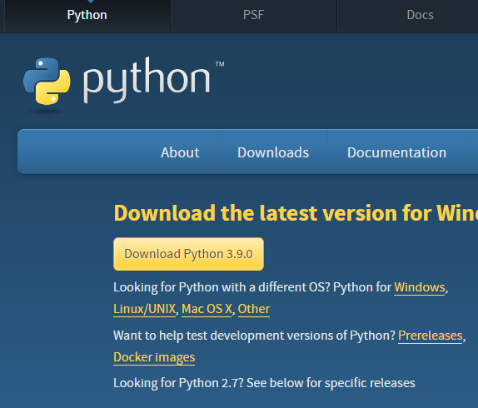 Python PSF Docs
python™
About Downloads Documentation
Download the latest version for Win
Download Python 3.9.0
Looking for Python with a different OS? Python for Windows,
Linux/UNIX, Mac OS X, Other
Want to help test development versions of Python? Prereleases,
Docker images
Looking for Python 2.7? See below for specific releases